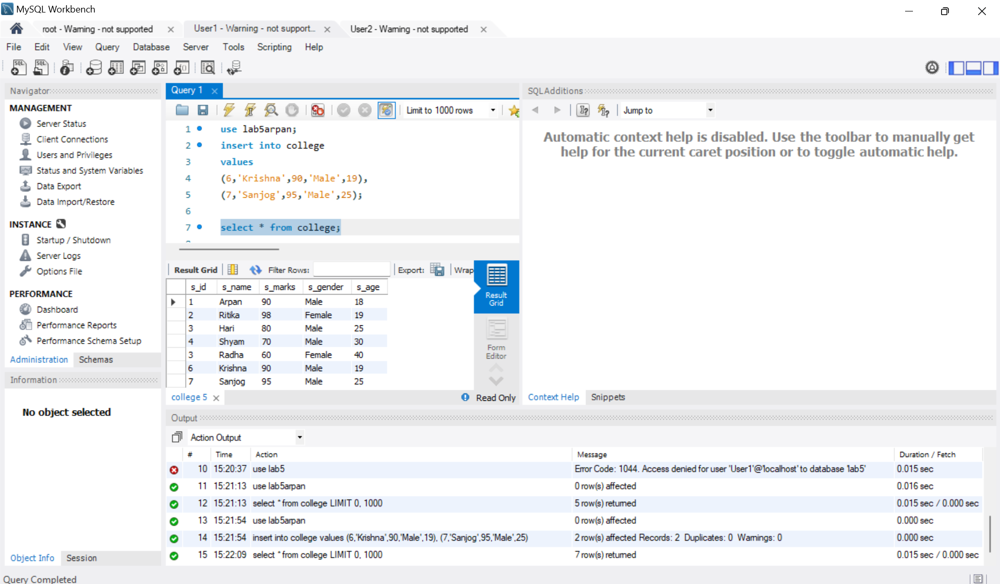 MySQL Workbench
root - Warning - not supported
User1 - Warning - not support...
User2 - Warning - not supported
File Edit View Query Database Server Tools Scripting Help
Navigator
MANAGEMENT
Server Status
Client Connections
Users and Privileges
Status and System Variables
Data Export
Data Import/Restore
INSTANCE
Startup / Shutdown
Server Logs
Options File
PERFORMANCE
Dashboard
Performance Reports
Performance Schema Setup
Administration Schemas
Information
No object selected
Object Info Session
Query 1
Limit to 1000 rows
1 use lab5arpan;
2 insert into college
3 values
4 (6,'Krishna',90,'Male',19),
5 (7,'Sanjog',95,'Male',25);
6
7 select * from college;
Result Grid Filter Rows: Export: Wrap
s_id s_name s_marks s_gender s_age
1 Arpan 90 Male 18
2 Ritika 98 Female 19
3 Hari 80 Male 25
4 Shyam 70 Male 30
3 Radha 60 Female 40
6 Krishna 90 Male 19
7 Sanjog 95 Male 25
Result
Grid
Form
Editor
college 5 Read Only
SQLAdditions
Jump to
Automatic context help is disabled. Use the toolbar to manually get
help for the current caret position or to toggle automatic help.
Context Help Snippets
Output
Action Output
# Time Action Message Duration / Fetch
10 15:20:37 use lab5 Error Code: 1044. Access denied for user 'User1'@'localhost' to database 'lab5' 0.015 sec
11 15:21:13 use lab5arpan 0 row(s) affected 0.016 sec
12 15:21:13 select * from college LIMIT 0, 1000 5 row(s) returned 0.015 sec / 0.000 sec
13 15:21:54 use lab5arpan 0 row(s) affected 0.000 sec
14 15:21:54 insert into college values (6,'Krishna',90,'Male',19), (7,'Sanjog',95,'Male',25) 2 row(s) affected Records: 2 Duplicates: 0 Warnings: 0 0.000 sec
15 15:22:09 select * from college LIMIT 0, 1000 7 row(s) returned 0.015 sec / 0.000 sec
Query Completed